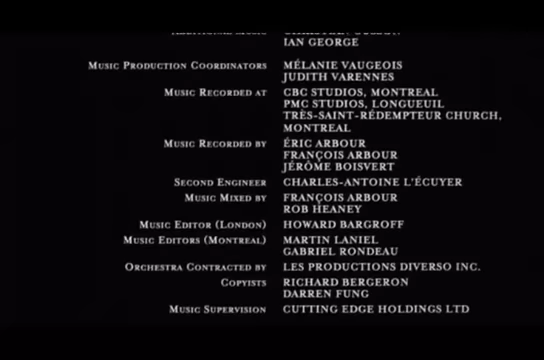 IAN GEORGE
MUSIC PRODUCTION COORDINATORS MÉLANIE VAUGEOIS
JUDITH VARENNES
MUSIC RECORDED AT CBC STUDIOS, MONTREAL
PMC STUDIOS, LONGUEUIL
TRÈS-SAINT-RÉDEMPTEUR CHURCH,
MONTREAL
MUSIC RECORDED BY ÉRIC ARBOUR
FRANÇOIS ARBOUR
JÉRÔME BOISVERT
SECOND ENGINEER CHARLES-ANTOINE L'ÉCUYER
MUSIC MIXED BY FRANÇOIS ARBOUR
ROB HEANEY
MUSIC EDITOR (LONDON) HOWARD BARGROFF
MUSIC EDITORS (MONTREAL) MARTIN LANIEL
GABRIEL RONDEAU
ORCHESTRA CONTRACTED BY LES PRODUCTIONS DIVERSO INC.
COPYISTS RICHARD BERGERON
DARREN FUNG
MUSIC SUPERVISION CUTTING EDGE HOLDINGS LTD